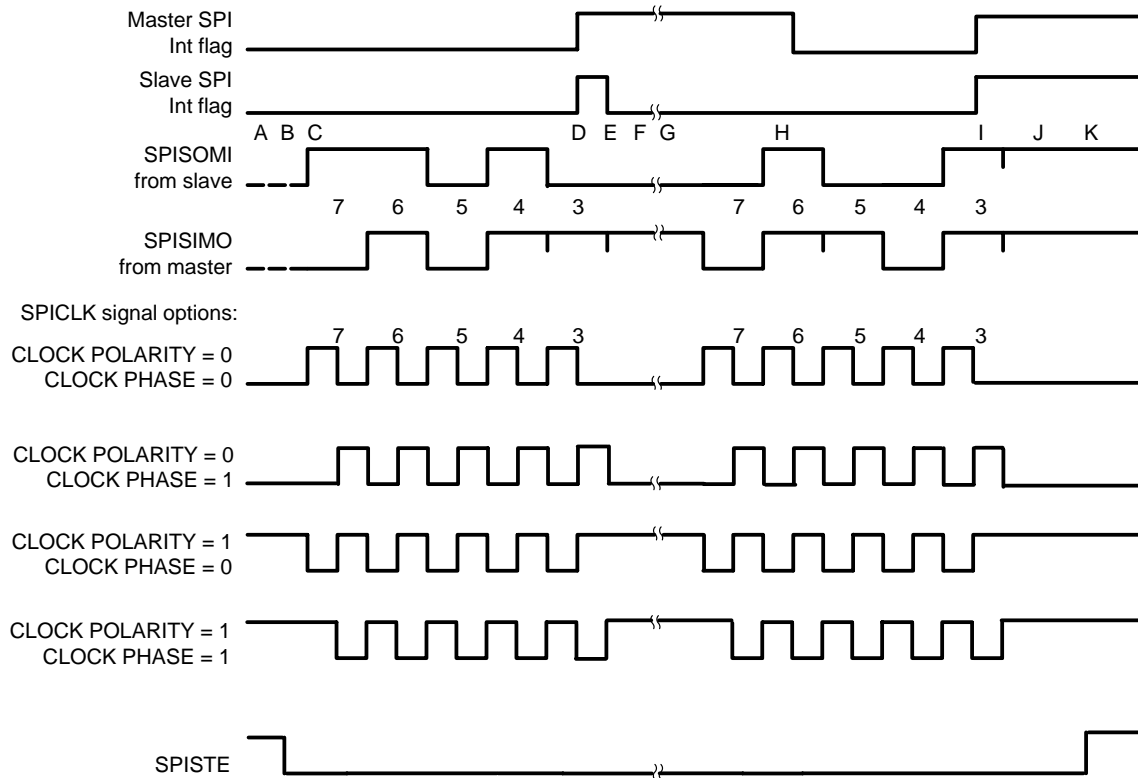 Master SPI
Int flag
Slave SPI
Int flag
A B C D E F G H I J K
SPISOMI
from slave
7 6 5 4 3 7 6 5 4 3
SPISIMO
from master
SPICLK signal options:
7 6 5 4 3 7 6 5 4 3
CLOCK POLARITY = 0
CLOCK PHASE = 0
CLOCK POLARITY = 0
CLOCK PHASE = 1
CLOCK POLARITY = 1
CLOCK PHASE = 0
CLOCK POLARITY = 1
CLOCK PHASE = 1
SPISTE